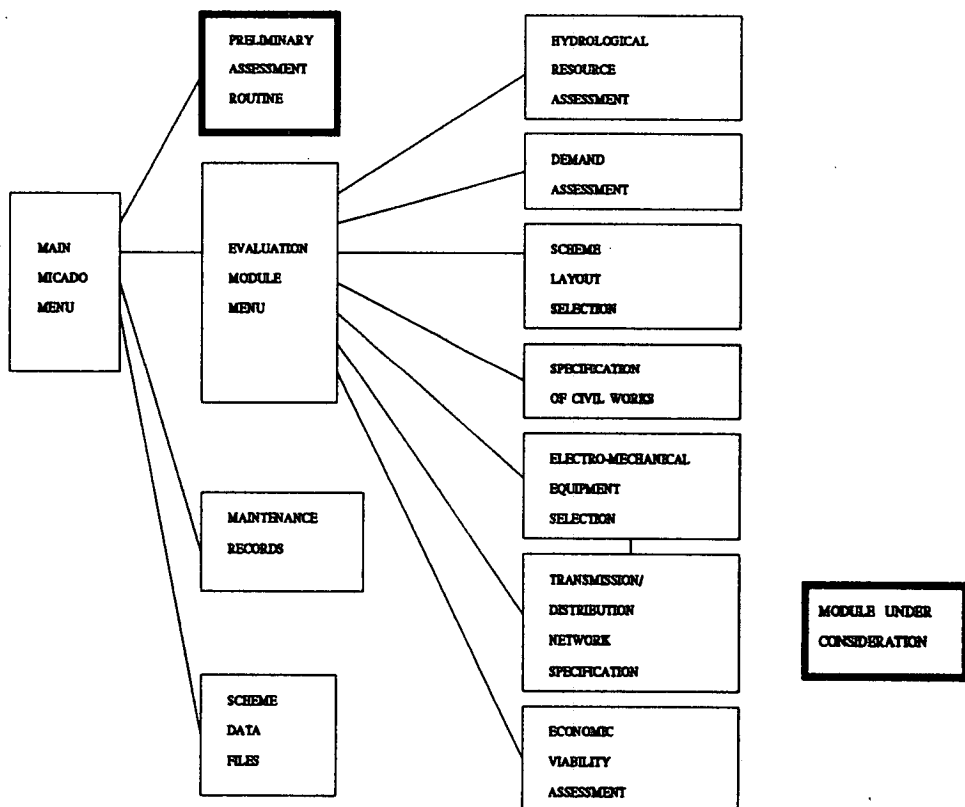 PRELIMINARY
ASSESSMENT
ROUTINE
MAIN
MICADO
MENU
EVALUATION
MODULE
MENU
MAINTENANCE
RECORDS
SCHEME
DATA
FILES
HYDROLOGICAL
RESOURCE
ASSESSMENT
DEMAND
ASSESSMENT
SCHEME
LAYOUT
SELECTION
SPECIFICATION
OF CIVIL WORKS
ELECTRO-MECHANICAL
EQUIPMENT
SELECTION
TRANSMISSION/
DISTRIBUTION
NETWORK
SPECIFICATION
ECONOMIC
VIABILITY
ASSESSMENT
MODULE UNDER
CONSIDERATION